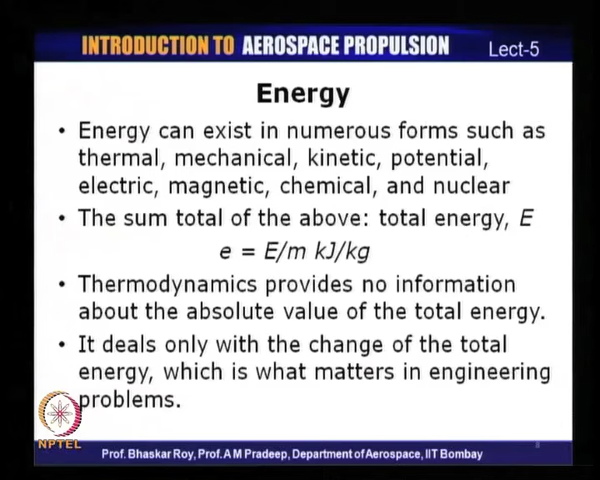 INTRODUCTION TO AEROSPACE PROPULSION
Lect-5
Energy
• Energy can exist in numerous forms such as
thermal, mechanical, kinetic, potential,
electric, magnetic, chemical, and nuclear
• The sum total of the above: total energy, E
e = E/m kJ/kg
• Thermodynamics provides no information
about the absolute value of the total energy.
• It deals only with the change of the total
energy, which is what matters in engineering
problems.
NPTEL
8
Prof. Bhaskar Roy, Prof. A M Pradeep, Department of Aerospace, IIT Bombay